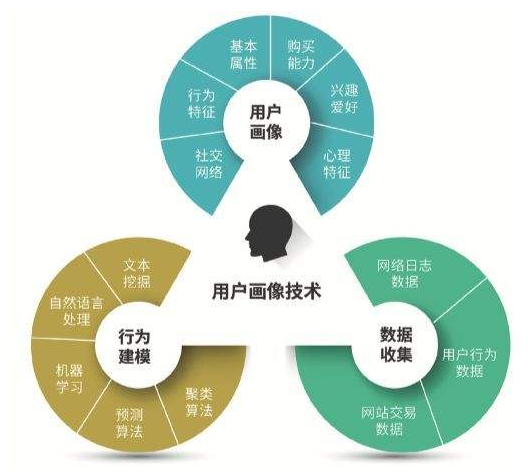 基本
属性
购买
能力
行为
特征
兴趣
爱好
用户
画像
社交
网络
心理
特征
用户画像技术
文本
挖掘
自然语言
处理
行为
建模
机器
学习
预测
算法
聚类
算法
网络日志
数据
数据
收集
用户行为
数据
网站交易
数据